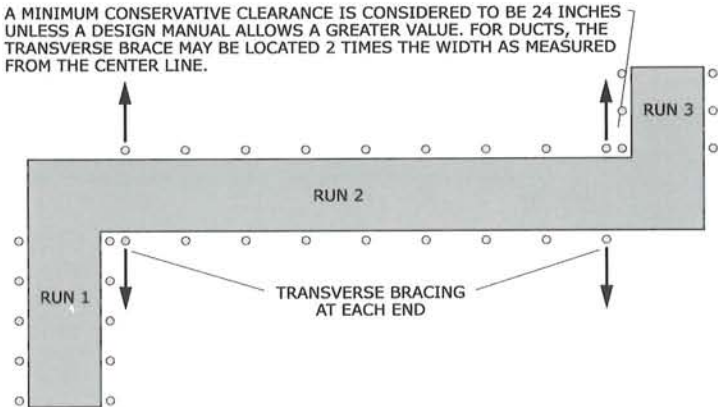 A MINIMUM CONSERVATIVE CLEARANCE IS CONSIDERED TO BE 24 INCHES
UNLESS A DESIGN MANUAL ALLOWS A GREATER VALUE. FOR DUCTS, THE
TRANSVERSE BRACE MAY BE LOCATED 2 TIMES THE WIDTH AS MEASURED
FROM THE CENTER LINE.
RUN 3
RUN 2
RUN 1
TRANSVERSE BRACING
AT EACH END